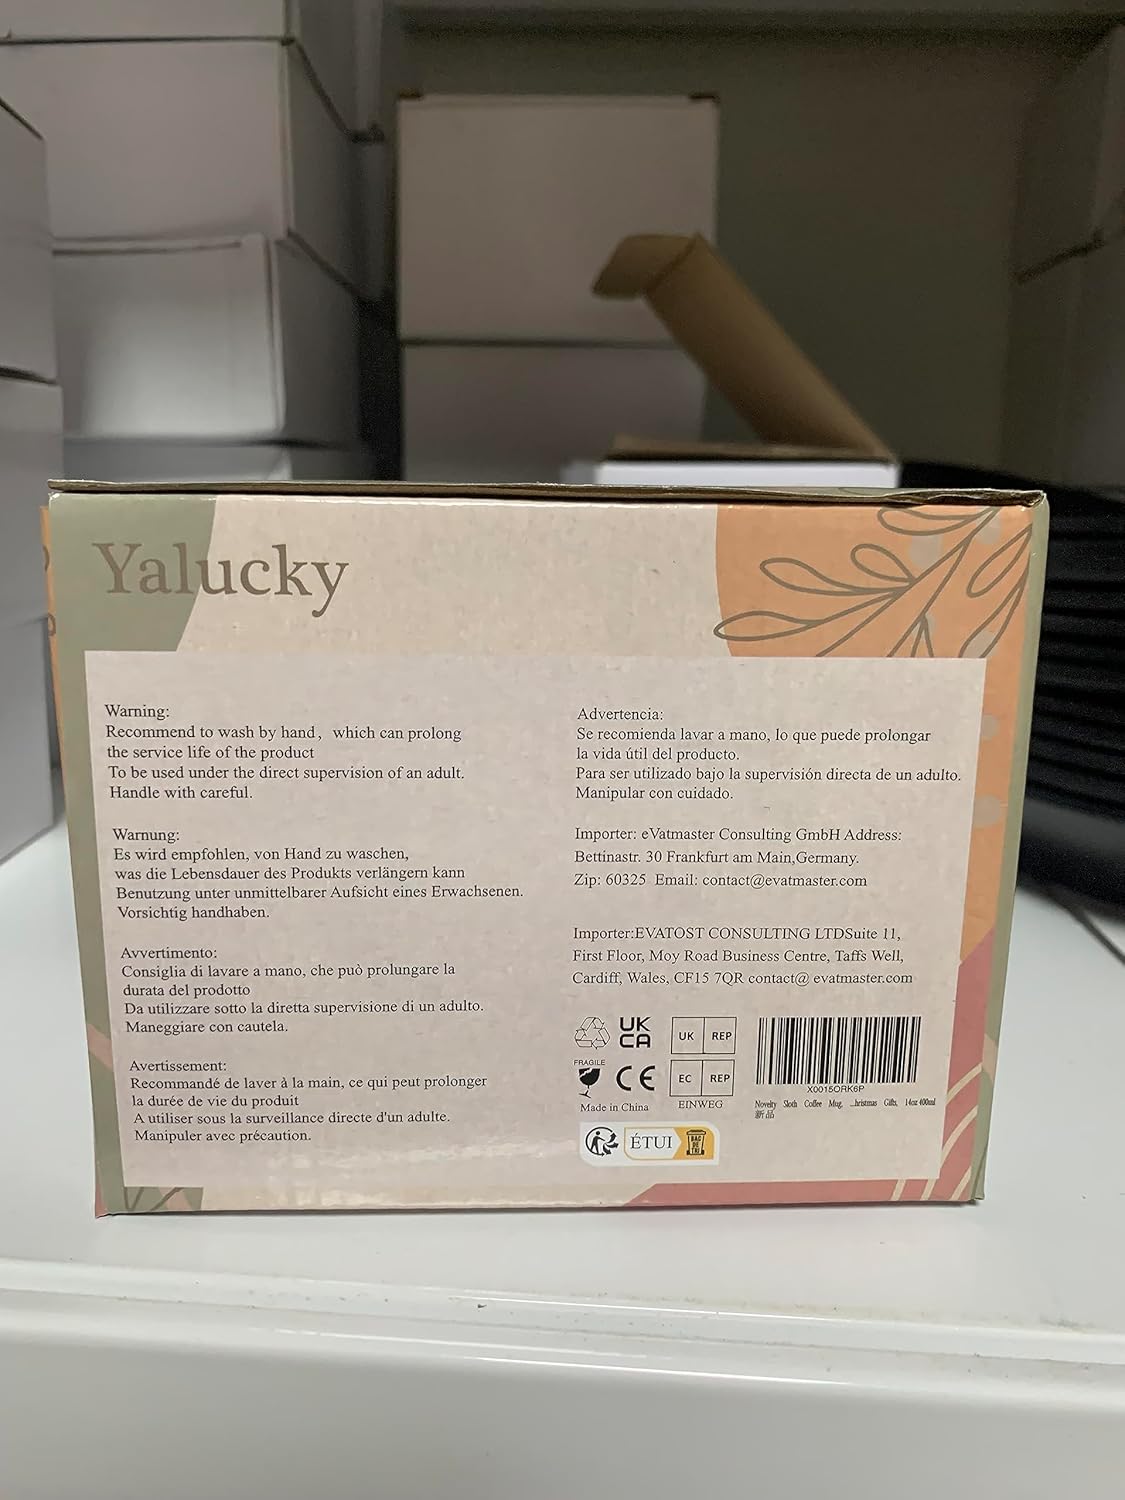 Yalucky
Warning:
Recommend to wash by hand, which can prolong
the service life of the product
To be used under the direct supervision of an adult.
Handle with careful.
Warnung:
Es wird empfohlen, von Hand zu waschen,
was die Lebensdauer des Produkts verlängern kann
Benutzung unter unmittelbarer Aufsicht eines Erwachsenen.
Vorsichtig handhaben.
Avvertimento:
Consiglia di lavare a mano, che può prolungare la
durata del prodotto
Da utilizzare sotto la diretta supervisione di un adulto.
Maneggiare con cautela.
Avertissement:
Recommandé de laver à la main, ce qui peut prolonger
la durée de vie du produit
A utiliser sous la surveillance directe d'un adulte.
Manipuler avec précaution.
Advertencia:
Se recomienda lavar a mano, lo que puede prolongar
la vida útil del producto.
Para ser utilizado bajo la supervisión directa de un adulto.
Manipular con cuidado.
Importer: eVatmaster Consulting GmbH Address:
Bettinastr. 30 Frankfurt am Main,Germany.
Zip: 60325 Email: contact@evatmaster.com
Importer:EVATOST CONSULTING LTDSuite 11,
First Floor, Moy Road Business Centre, Taffs Well,
Cardiff, Wales, CF15 7QR contact@ evatmaster.com
UK
CA
UK REP
FRAGILE
CE
EC REP
Made in China
EINWEG
X0015ORK6P
Novelty Sloth Coffee Mug, ...hristmas Gifts, 14oz 400ml
新品
ÉTUI
BAC
DE
TRI